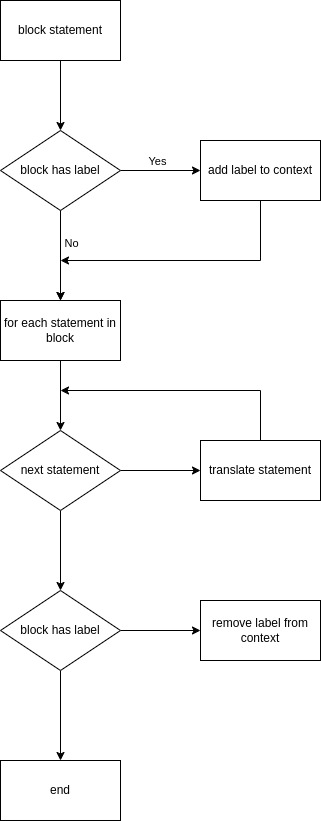 block statement
block has label
Yes
add label to context
No
for each statement in
block
next statement
translate statement
block has label
remove label from
context
end